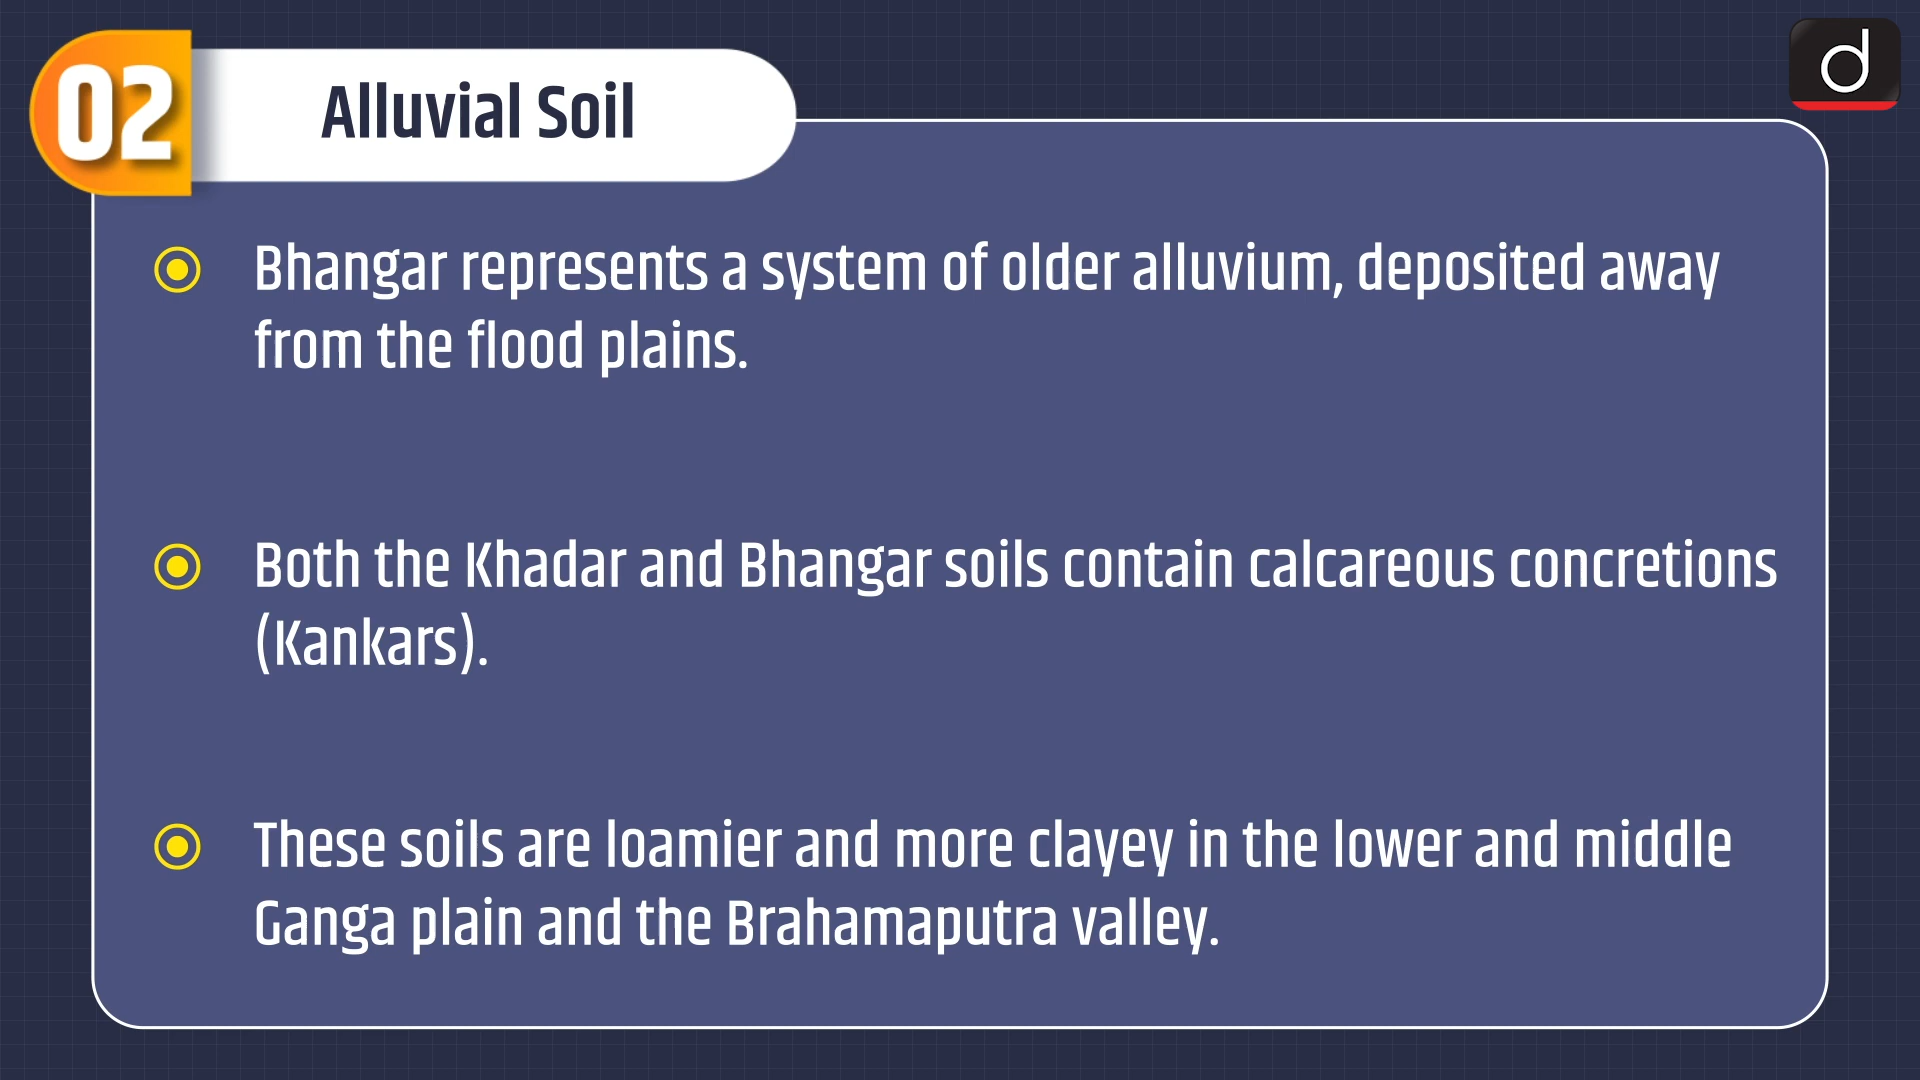 02
Alluvial Soil
d
Bhangar represents a system of older alluvium, deposited away
from the flood plains.
Both the Khadar and Bhangar soils contain calcareous concretions
(Kankars).
These soils are loamier and more clayey in the lower and middle
Ganga plain and the Brahamaputra valley.